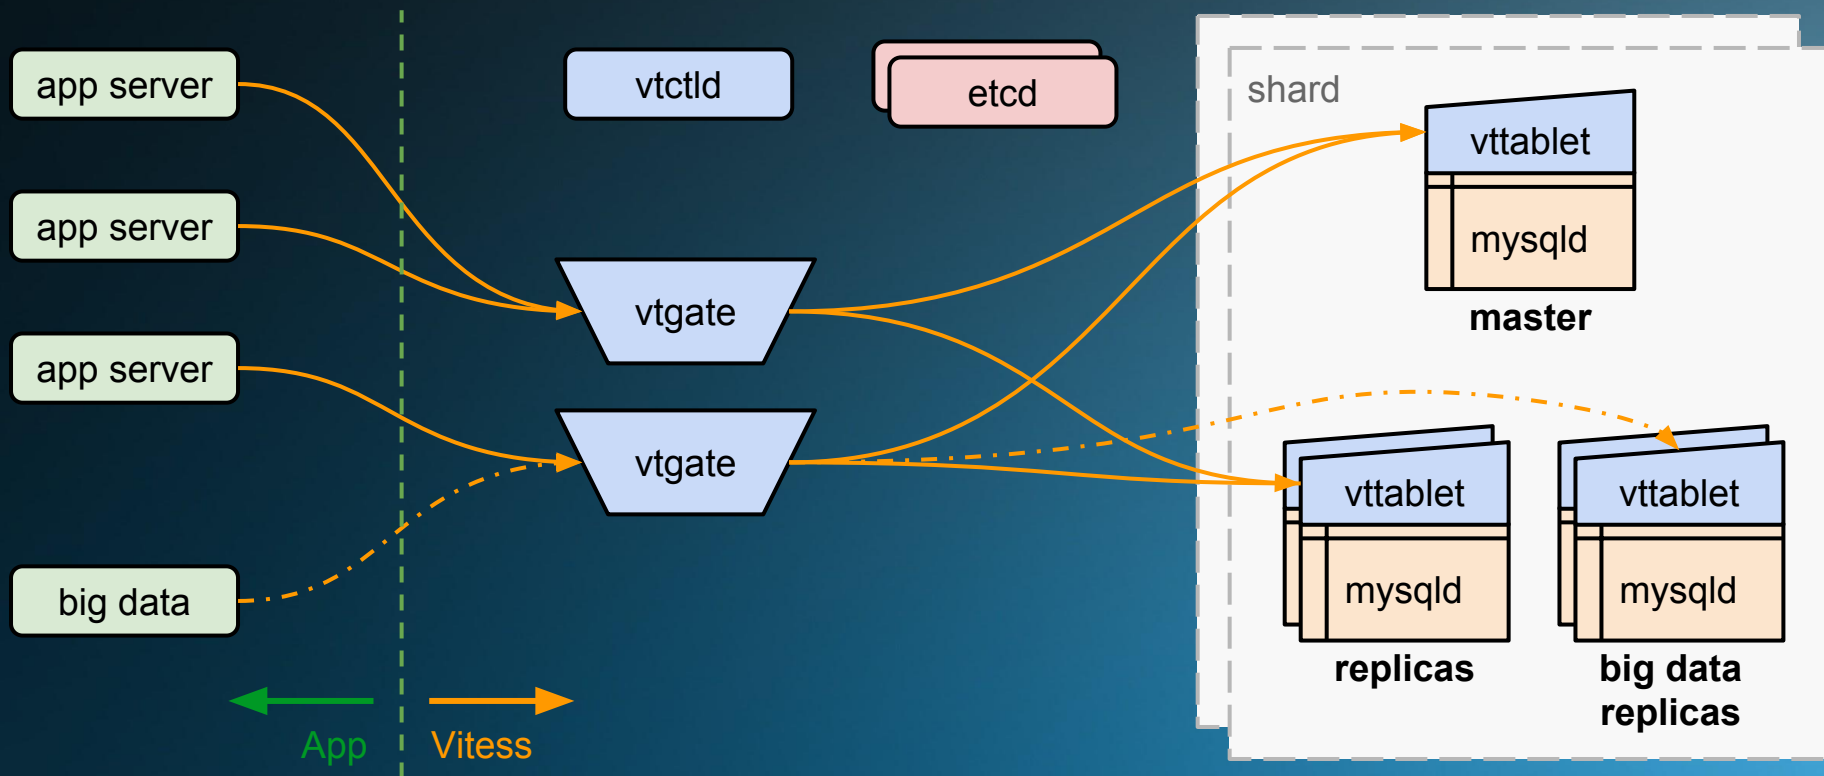 app server
vtctld
etcd
shard
vttablet
mysqld
master
app server
vtgate
app server
vtgate
vttablet
mysqld
replicas
vttablet
mysqld
big data
replicas
big data
App
Vitess